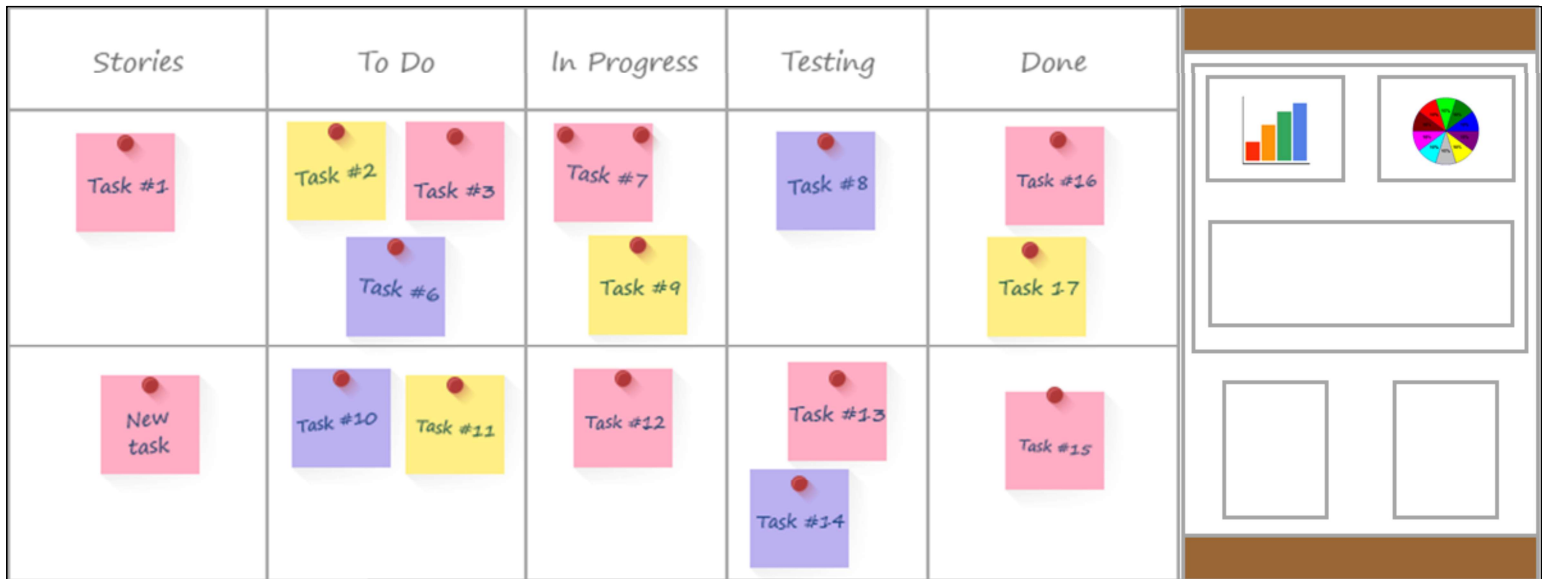 Stories
To Do
In Progress
Testing
Done
Task #1
Task #2
Task #3
Task #6
Task #7
Task #9
Task #8
Task #16
Task 17
New
task
Task #10
Task #11
Task #12
Task #13
Task #14
Task #15